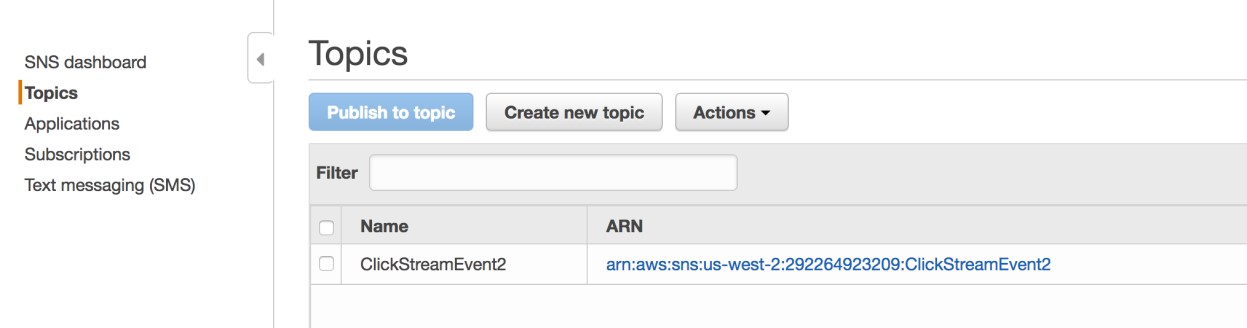 SNS dashboard
Topics
Applications
Subscriptions
Text messaging (SMS)
Topics
Publish to topic Create new topic Actions
Filter
Name ARN
ClickStreamEvent2 arn:aws:sns:us-west-2:292264923209:ClickStreamEvent2